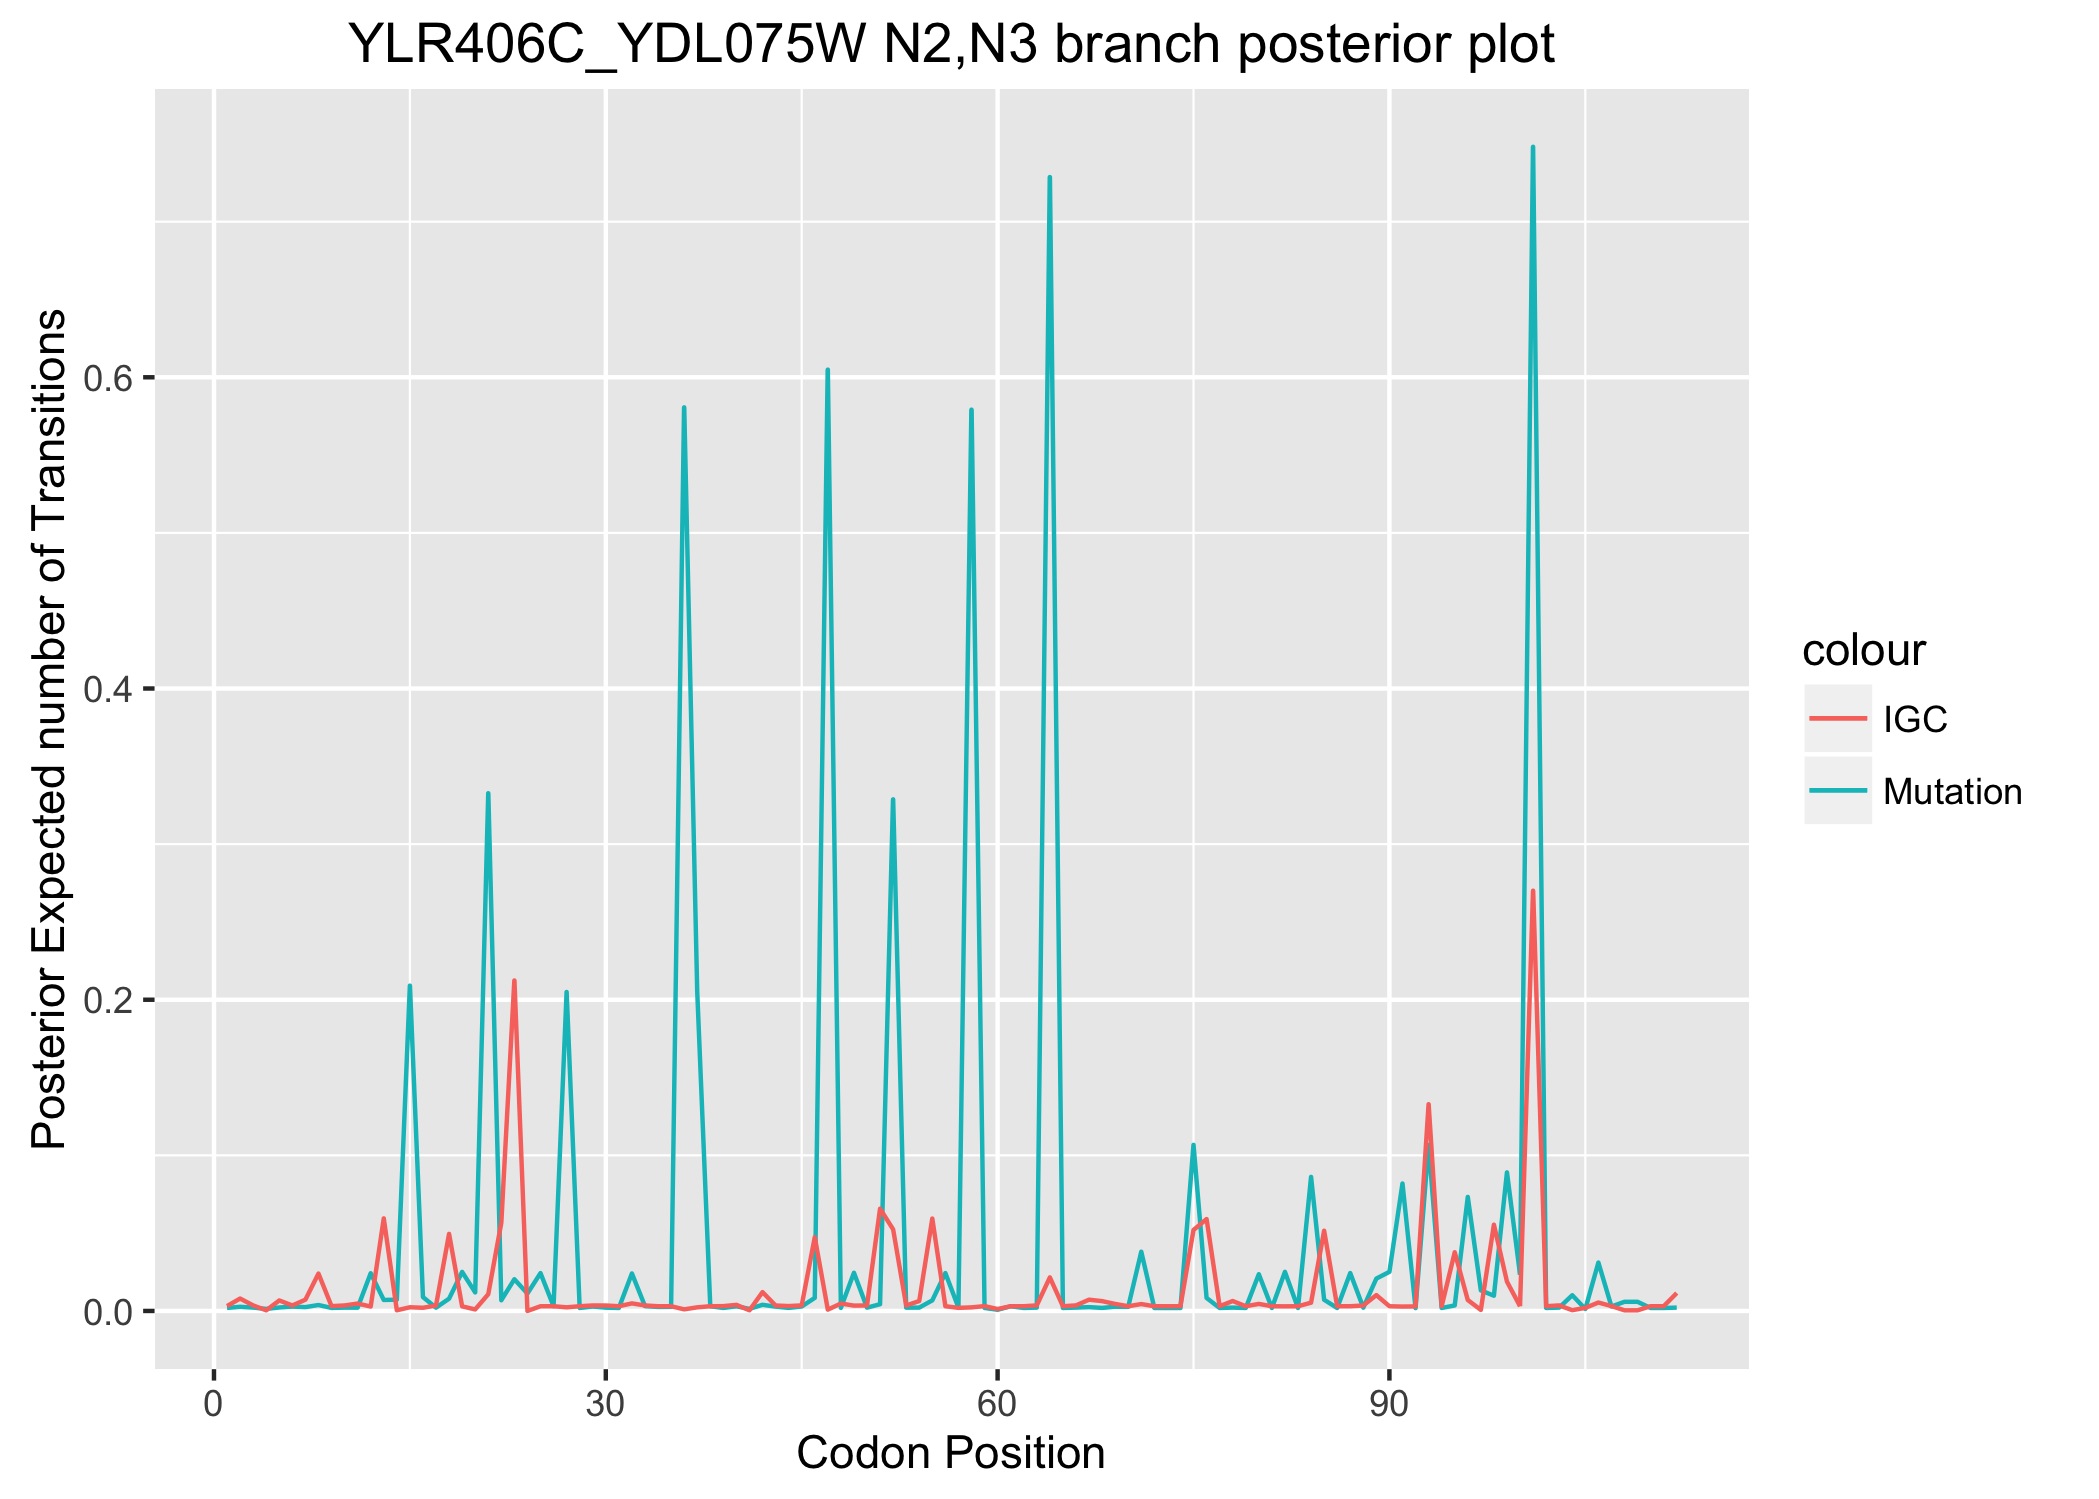 YLR406C_YDL075W N2,N3 branch posterior plot
Posterior Expected number of Transitions
0.6
0.4
0.2
0.0
0 30 60 90
Codon Position
colour
IGC
Mutation